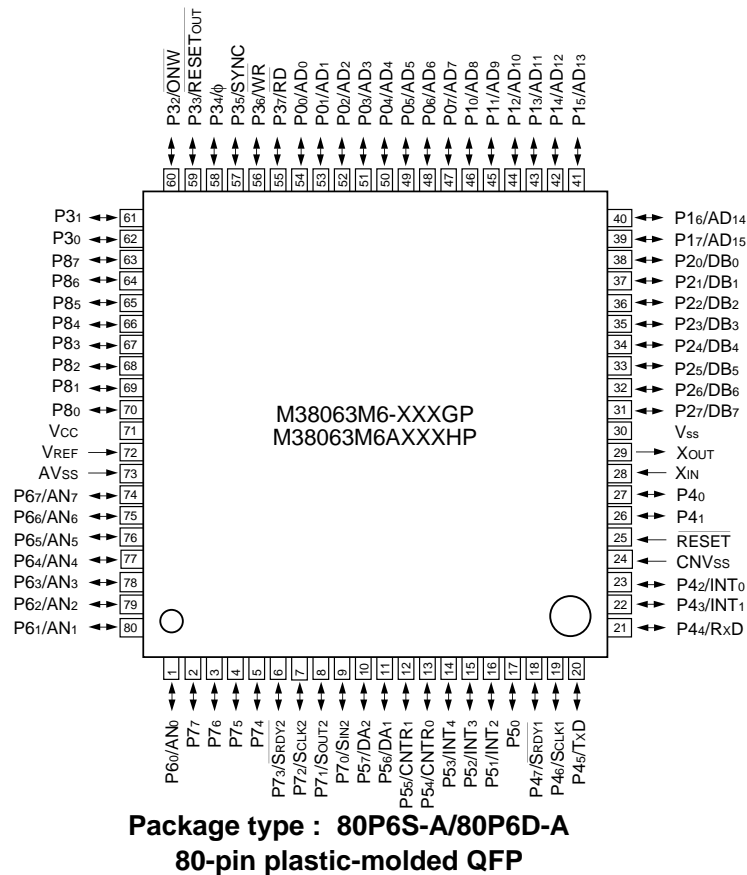 P32/ONW
P33/RESETOUT
P34/ϕ
P35/SYNC
P36/WR
P37/RD
P00/AD0
P01/AD1
P02/AD2
P03/AD3
P04/AD4
P05/AD5
P06/AD6
P07/AD7
P10/AD8
P11/AD9
P12/AD10
P13/AD11
P14/AD12
P15/AD13
60 59 58 57 56 55 54 53 52 51 50 49 48 47 46 45 44 43 42 41
P31 61
P30 62
P87 63
P86 64
P85 65
P84 66
P83 67
P82 68
P81 69
P80 70
VCC 71
VREF 72
AVSS 73
P67/AN7 74
P66/AN6 75
P65/AN5 76
P64/AN4 77
P63/AN3 78
P62/AN2 79
P61/AN1 80
M38063M6-XXXGP
M38063M6AXXXHP
40 P16/AD14
39 P17/AD15
38 P20/DB0
37 P21/DB1
36 P22/DB2
35 P23/DB3
34 P24/DB4
33 P25/DB5
32 P26/DB6
31 P27/DB7
30 Vss
29 XOUT
28 XIN
27 P40
26 P41
25 RESET
24 CNVSS
23 P42/INT0
22 P43/INT1
21 P44/RxD
1 2 3 4 5 6 7 8 9 10 11 12 13 14 15 16 17 18 19 20
P60/AN0
P77
P76
P75
P74
P73/SRDY2
P72/SCLK2
P71/SOUT2
P70/SIN2
P57/DA2
P56/DA1
P55/CNTR1
P54/CNTR0
P53/INT4
P52/INT3
P51/INT2
P50
P47/SRDY1
P46/SCLK1
P45/TxD
Package type : 80P6S-A/80P6D-A
80-pin plastic-molded QFP